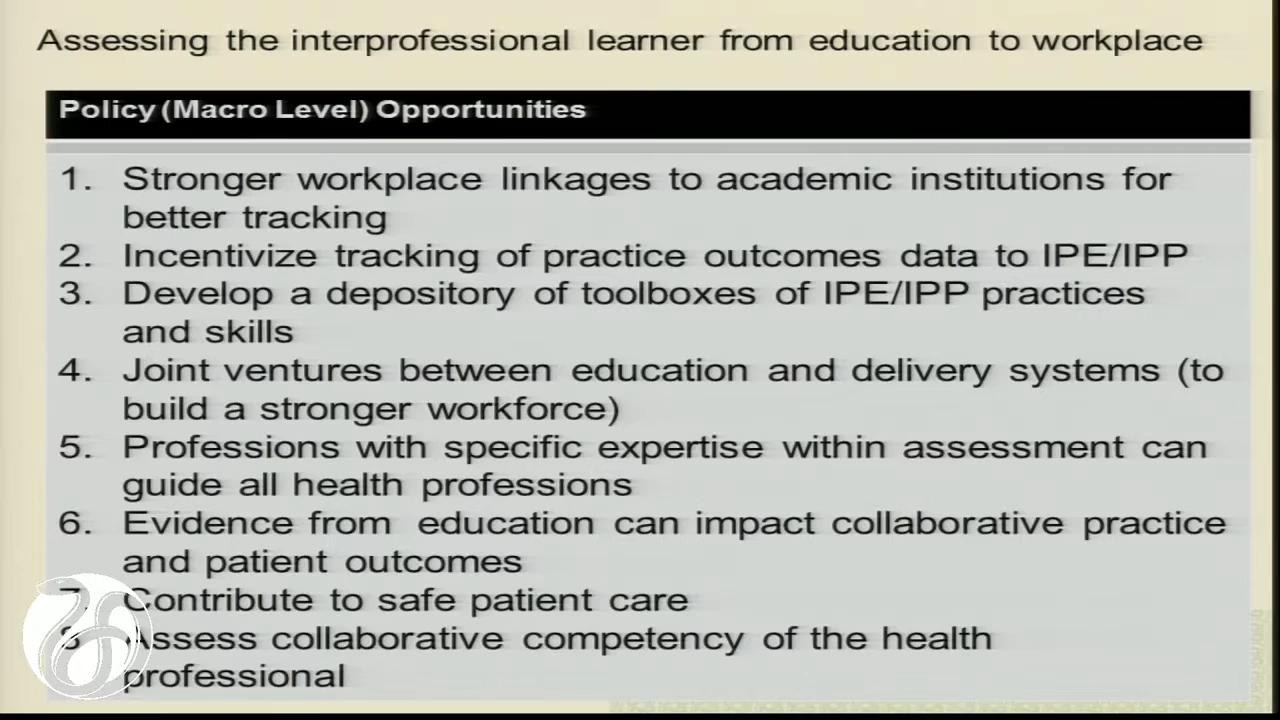 Assessing the interprofessional learner from education to workplace
Policy (Macro Level) Opportunities
1. Stronger workplace linkages to academic institutions for
better tracking
2. Incentivize tracking of practice outcomes data to IPE/IPP
3. Develop a depository of toolboxes of IPE/IPP practices
and skills
4. Joint ventures between education and delivery systems (to
build a stronger workforce)
5. Professions with specific expertise within assessment can
guide all health professions
6. Evidence from education can impact collaborative practice
and patient outcomes
7. Contribute to safe patient care
8 Assess collaborative competency of the health
professional